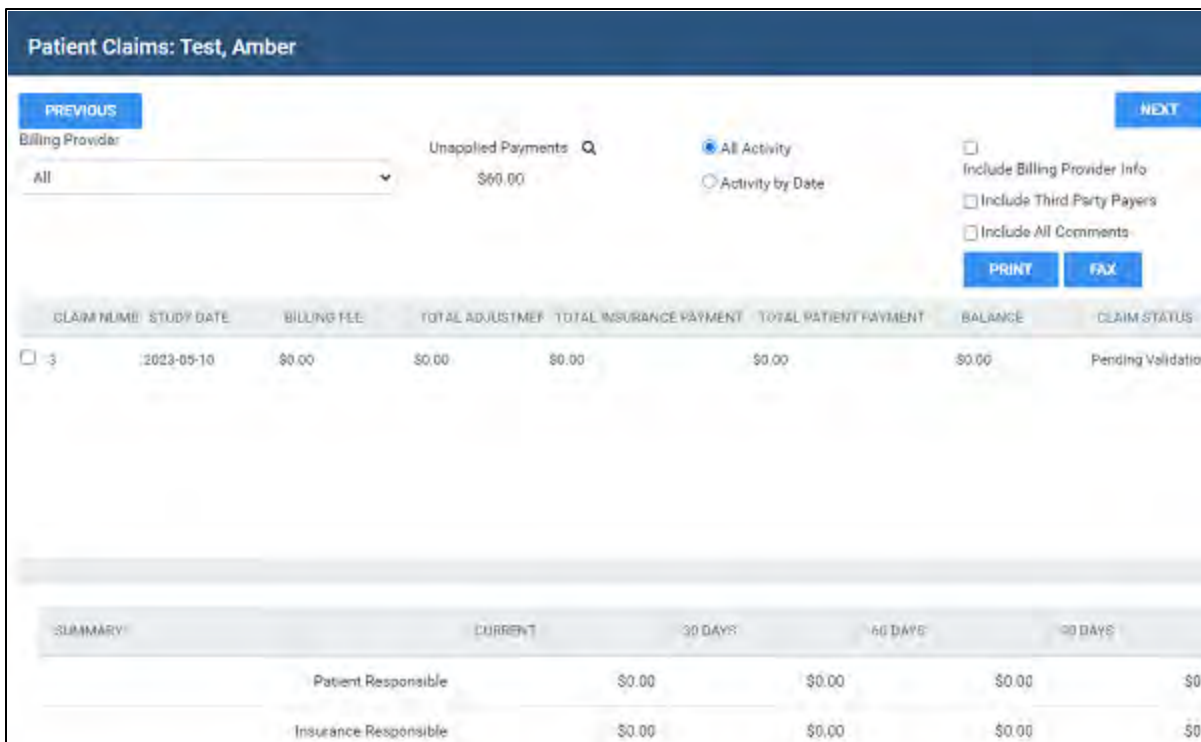 Patient Claims: Test, Amber
PREVIOUS
NEXT
Billing Provider
All
Unapplied Payments
$60.00
All Activity
Activity by Date
Include Billing Provider Info
Include Third Party Payers
Include All Comments
PRINT FAX
CLAIM NUMB STUDY DATE BILLING FEE TOTAL ADJUSTMEN TOTAL INSURANCE PAYMENT TOTAL PATIENT PAYMENT BALANCE CLAIM STATUS
3 2023-05-10 $0.00 $0.00 $0.00 $0.00 $0.00 Pending Validatio
SUMMARY CURRENT 30 DAYS 60 DAYS 90 DAYS
Patient Responsible $0.00 $0.00 $0.00 $0
Insurance Responsible $0.00 $0.00 $0.00 $0